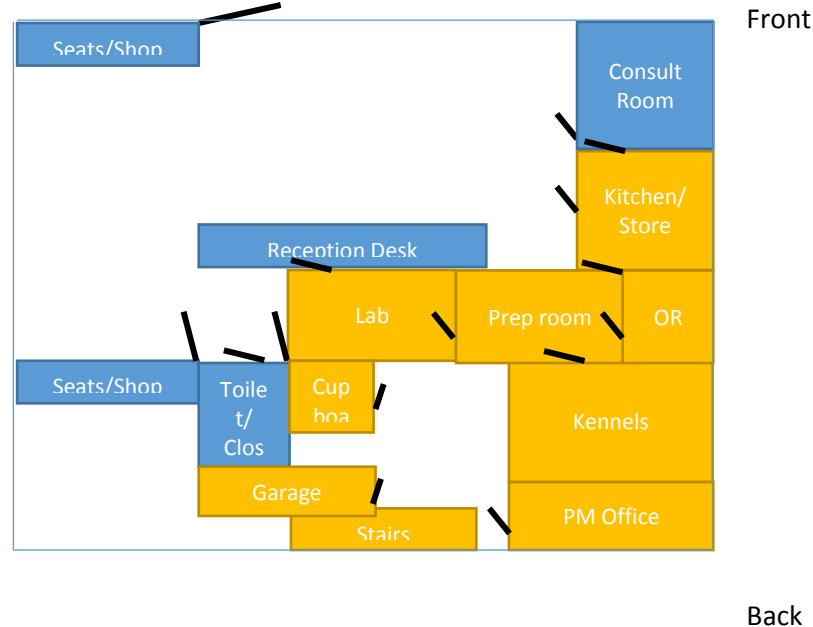 Front
Seats/Shop
Consult
Room
Kitchen/
Store
Reception Desk
Lab
Prep room
OR
Seats/Shop
Toile
t/
Clos
Cup
boa
Kennels
Garage
PM Office
Stairs
Back